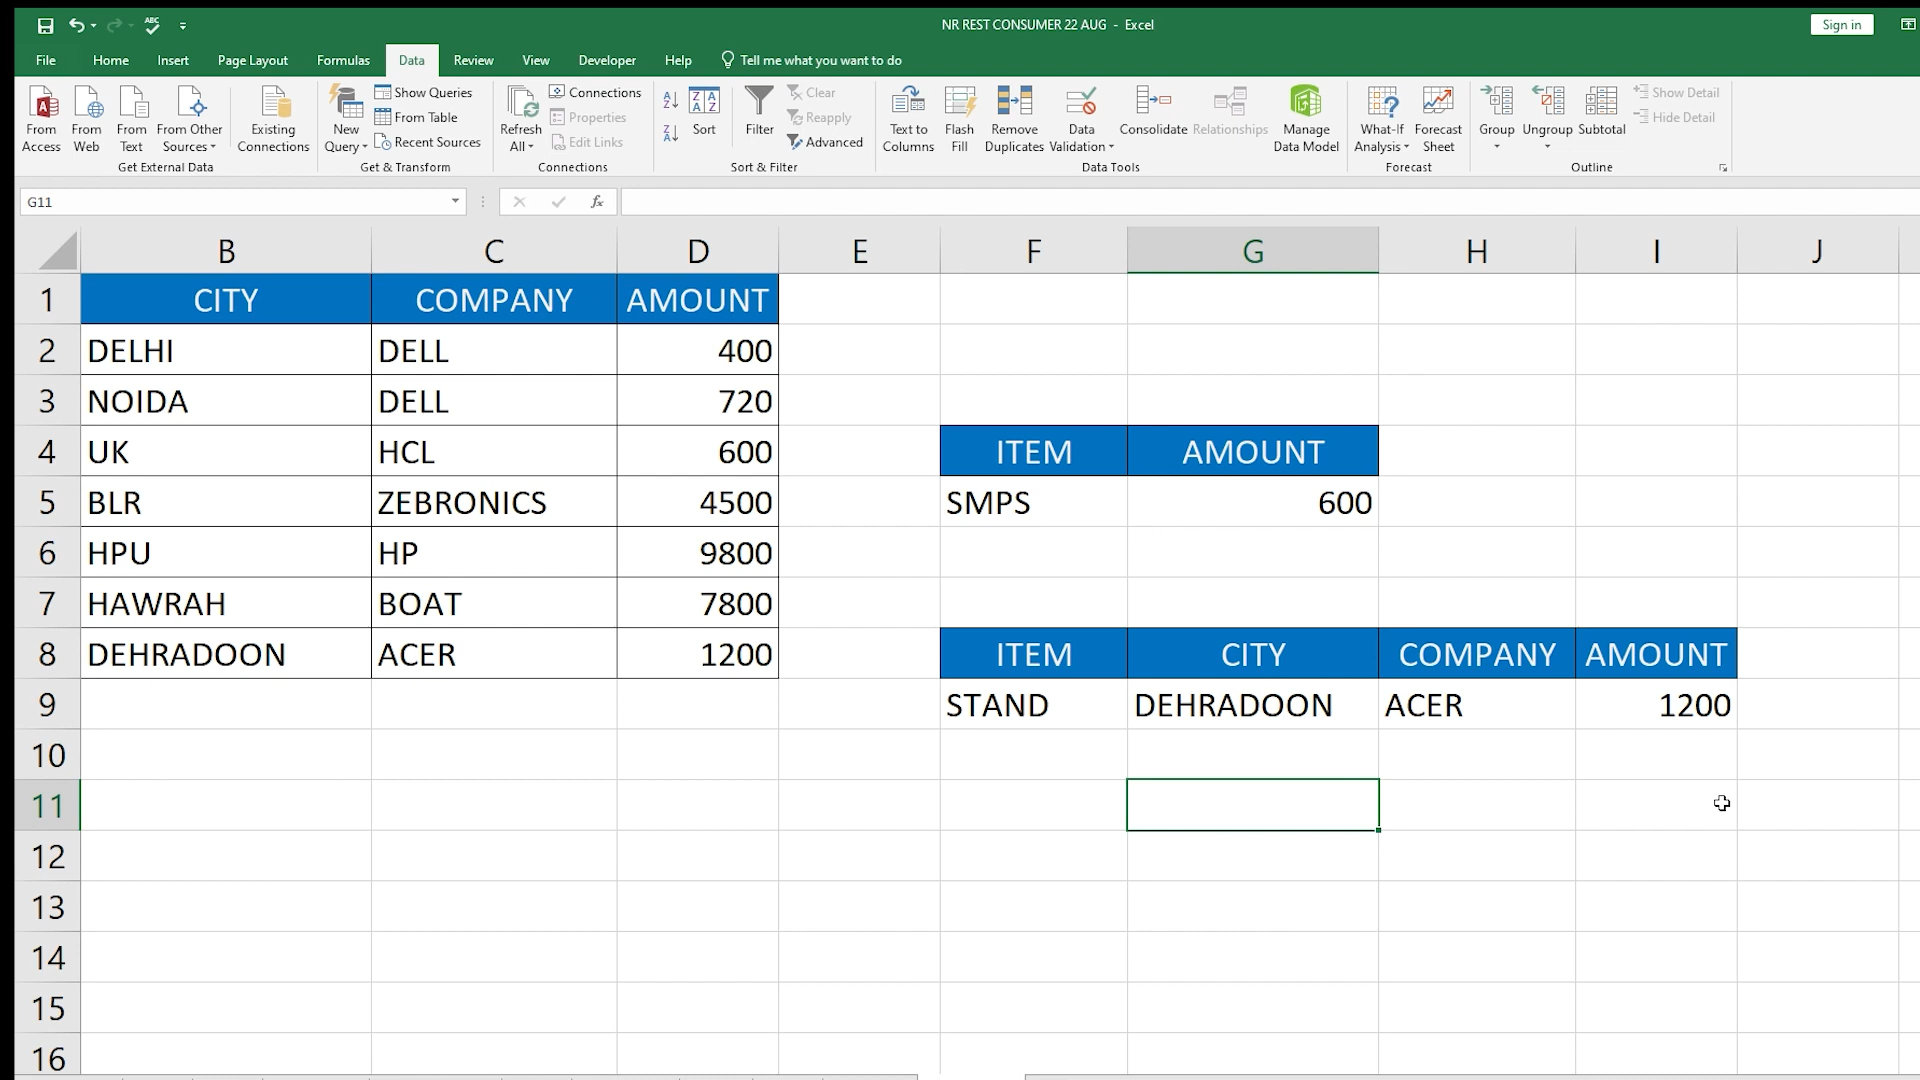 NR REST CONSUMER 22 AUG - Excel
Sign in
File Home Insert Page Layout Formulas Data Review View Developer Help Tell me what you want to do
From Access
From Web
From Text
From Other Sources
Existing Connections
Get External Data
New Query
Show Queries
From Table
Recent Sources
Get & Transform
Refresh All
Connections
Properties
Edit Links
Connections
Sort
Filter
Clear
Reapply
Advanced
Sort & Filter
Text to Columns
Flash Fill
Remove Duplicates
Data Validation
Consolidate
Relationships
Manage Data Model
Data Tools
What-If Analysis
Forecast Sheet
Forecast
Group
Ungroup
Subtotal
Show Detail
Hide Detail
Outline
G11 fx
B C D E F G H I J
1 CITY COMPANY AMOUNT
2 DELHI DELL 400
3 NOIDA DELL 720
4 UK HCL 600 ITEM AMOUNT
5 BLR ZEBRONICS 4500 SMPS 600
6 HPU HP 9800
7 HAWRAH BOAT 7800
8 DEHRADOON ACER 1200 ITEM CITY COMPANY AMOUNT
9 STAND DEHRADOON ACER 1200
10
11
12
13
14
15
16